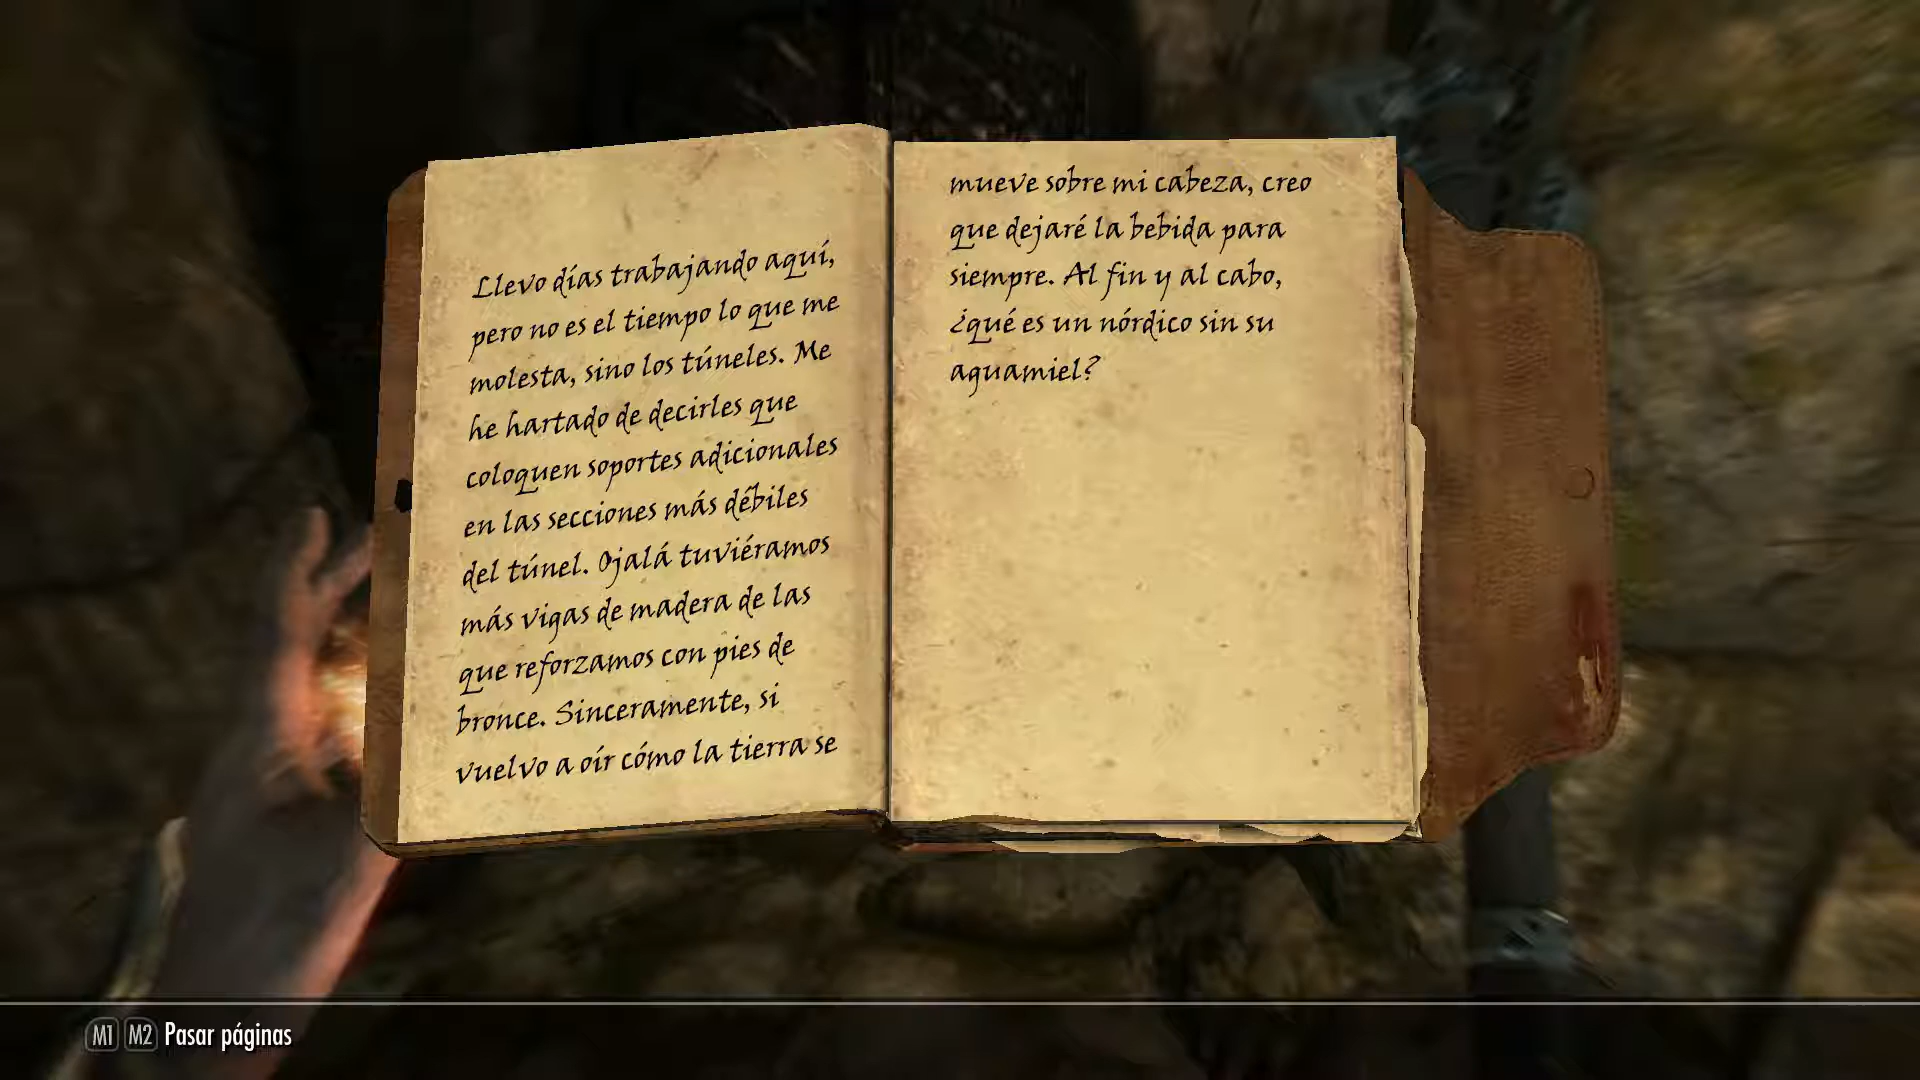 Llevo días trabajando aquí,
pero no es el tiempo lo que me
molesta, sino los túneles. Me
he hartado de decirles que
coloquen soportes adicionales
en las secciones más débiles
del túnel. Ojalá tuviéramos
más vigas de madera de las
que reforzamos con pies de
bronce. Sinceramente, si
vuelvo a oír cómo la tierra se
mueve sobre mi cabeza, creo
que dejaré la bebida para
siempre. Al fin y al cabo,
¿qué es un nórdico sin su
aguamiel?
M1 M2 Pasar páginas